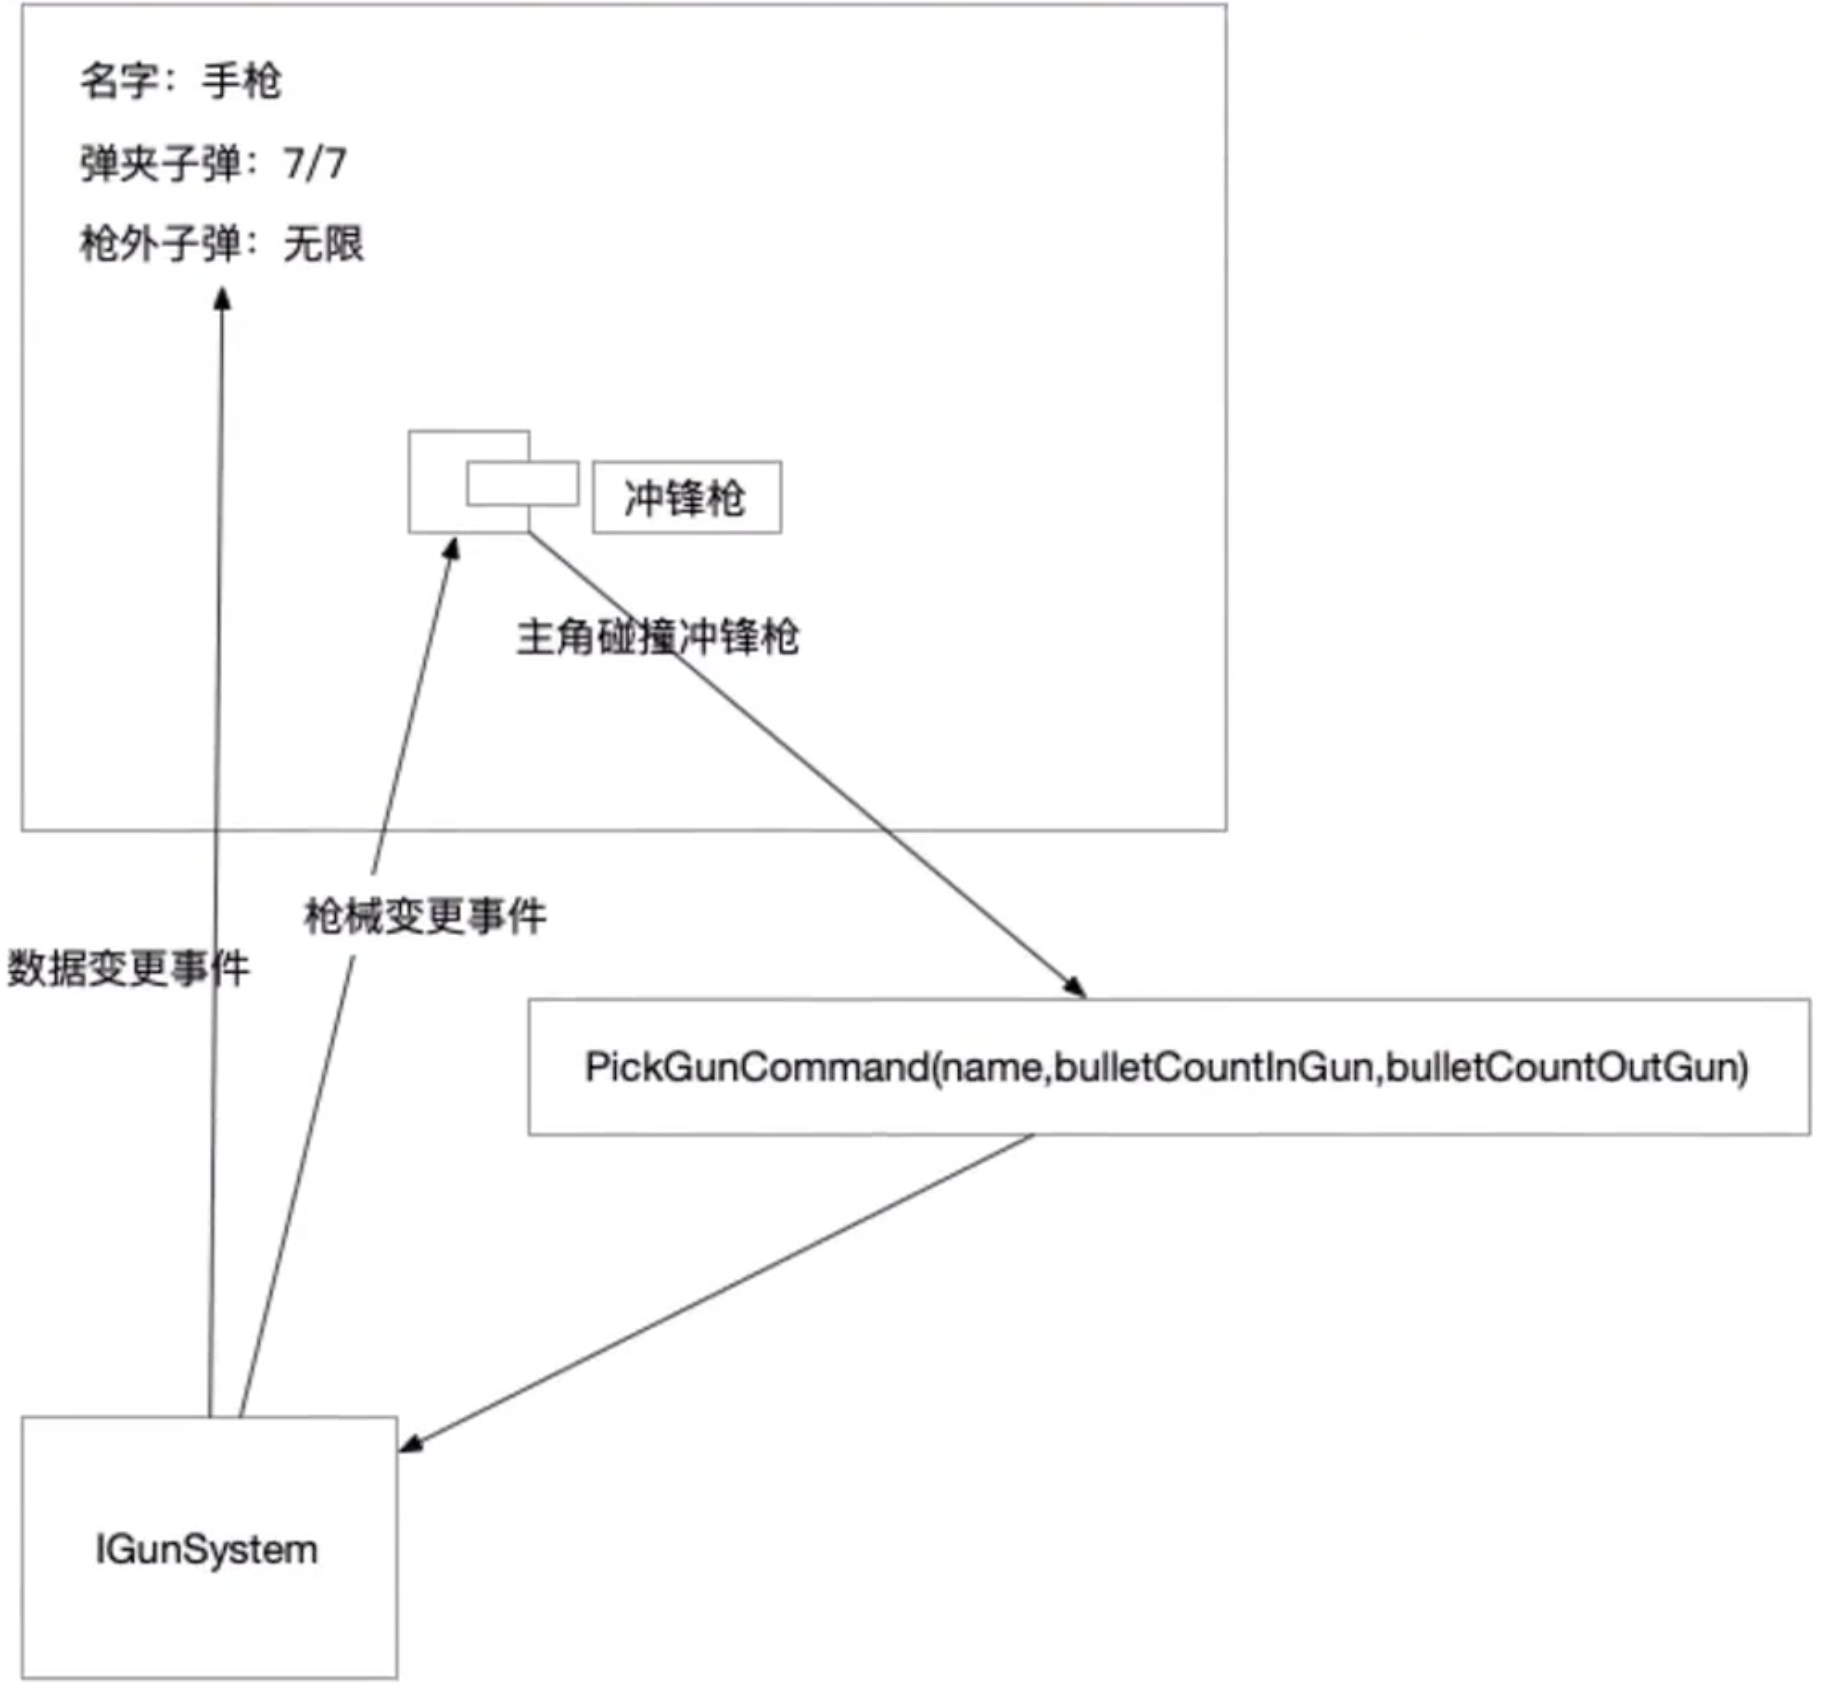 名字：手枪
弹夹子弹：7/7
枪外子弹：无限
冲锋枪
主角碰撞冲锋枪
枪械变更事件
数据变更事件
PickGunCommand(name,bulletCountInGun,bulletCountOutGun)
IGunSystem